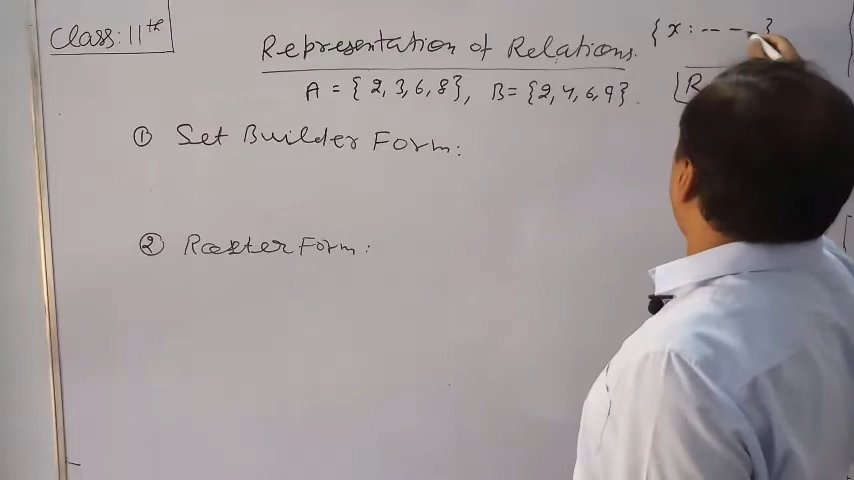 Class: 11th
Representation of Relations.
{x: -- -- }
A = {2, 3, 6, 8}, B = {2, 4, 6, 9}.
R
① Set Builder Form:
② Roster Form: